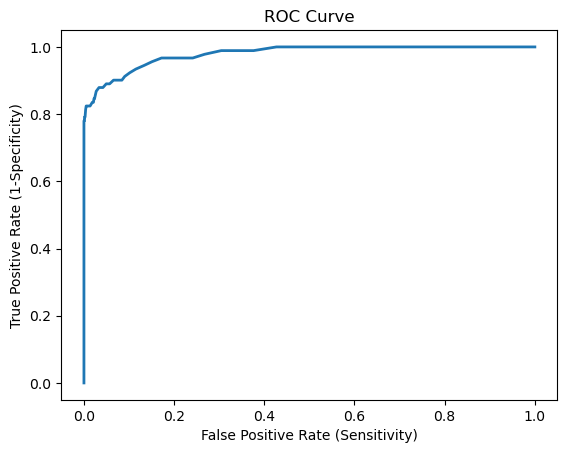 ROC Curve
True Positive Rate (1-Specificity)
1.0
0.8
0.6
0.4
0.2
0.0
0.0 0.2 0.4 0.6 0.8 1.0
False Positive Rate (Sensitivity)